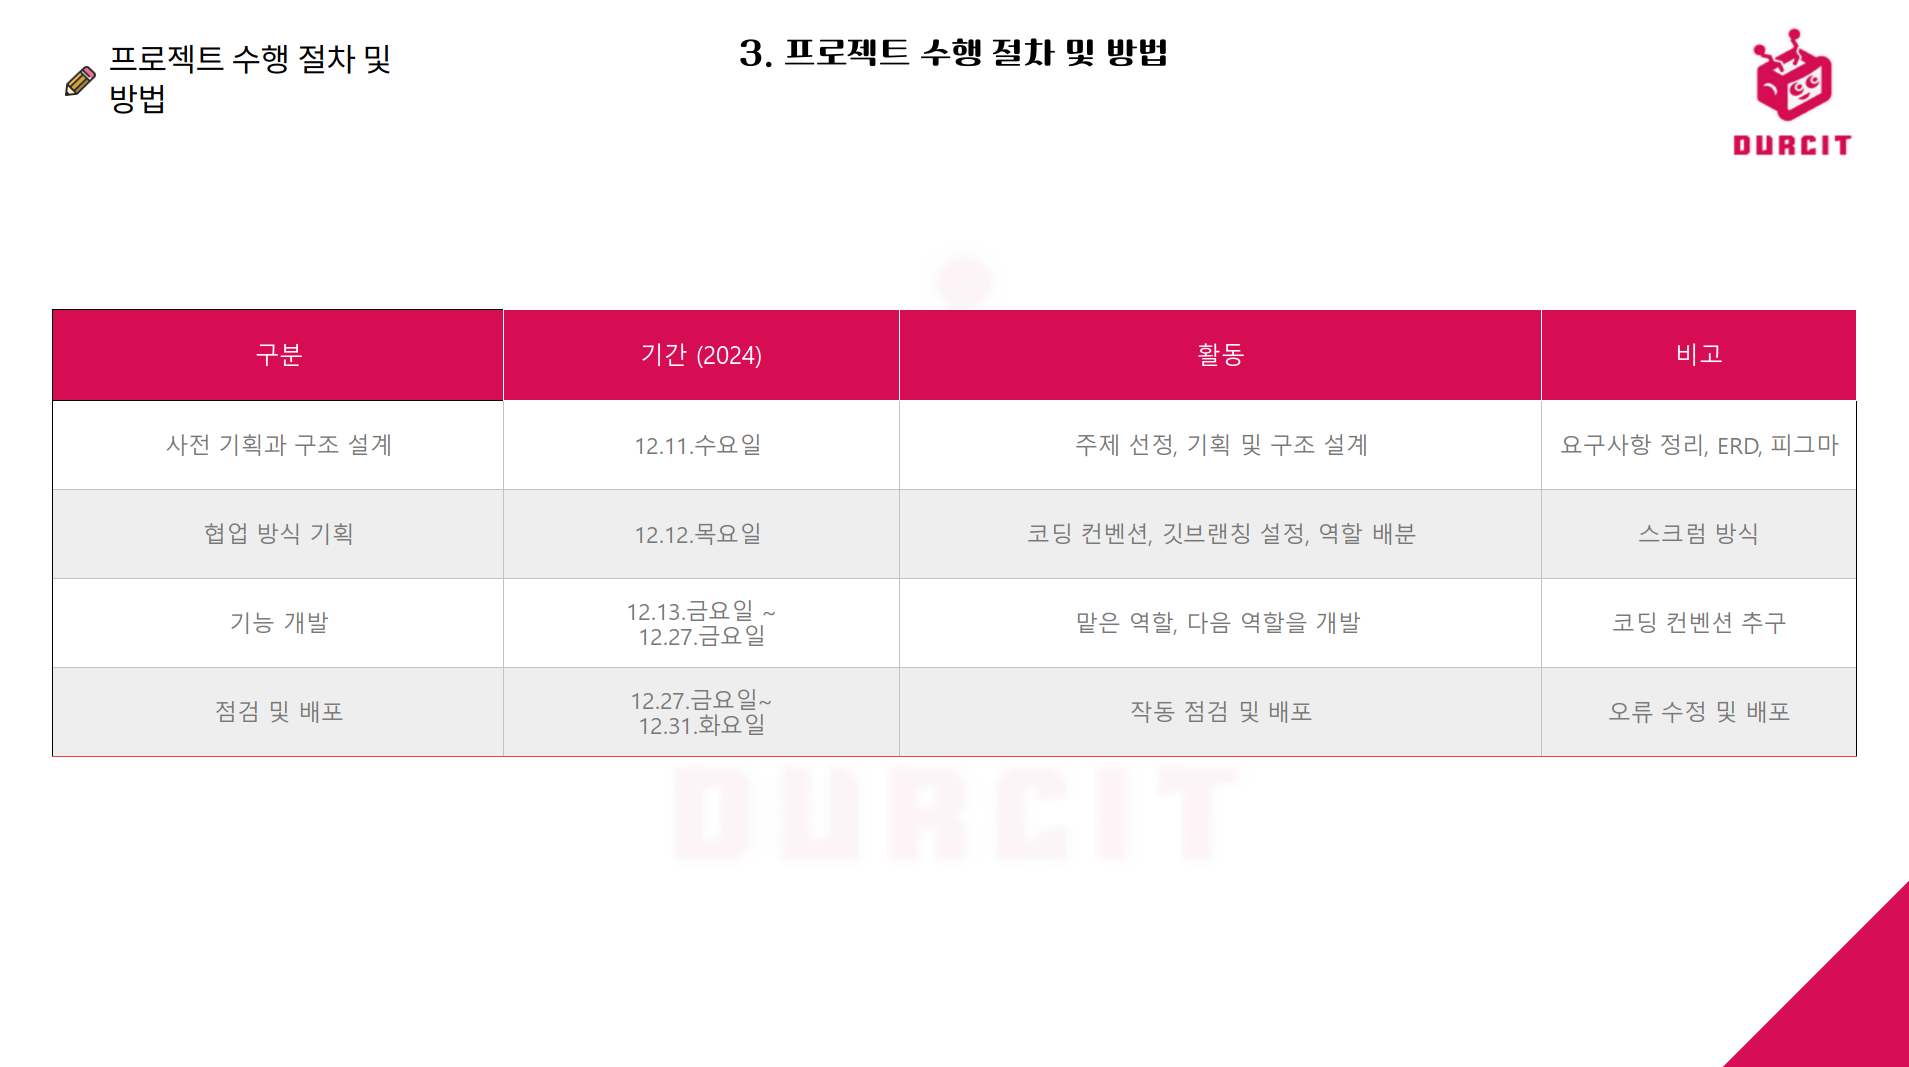 프로젝트 수행 절차 및
방법
3. 프로젝트 수행 절차 및 방법
DURCIT
구분 기간 (2024) 활동 비고
사전 기획과 구조 설계 12.11.수요일 주제 선정, 기획 및 구조 설계 요구사항 정리, ERD, 피그마
협업 방식 기획 12.12.목요일 코딩 컨벤션, 깃브랜칭 설정, 역할 배분 스크럼 방식
기능 개발 12.13.금요일 ~
12.27.금요일 맡은 역할, 다음 역할을 개발 코딩 컨벤션 추구
점검 및 배포 12.27.금요일~
12.31.화요일 작동 점검 및 배포 오류 수정 및 배포
DURCIT